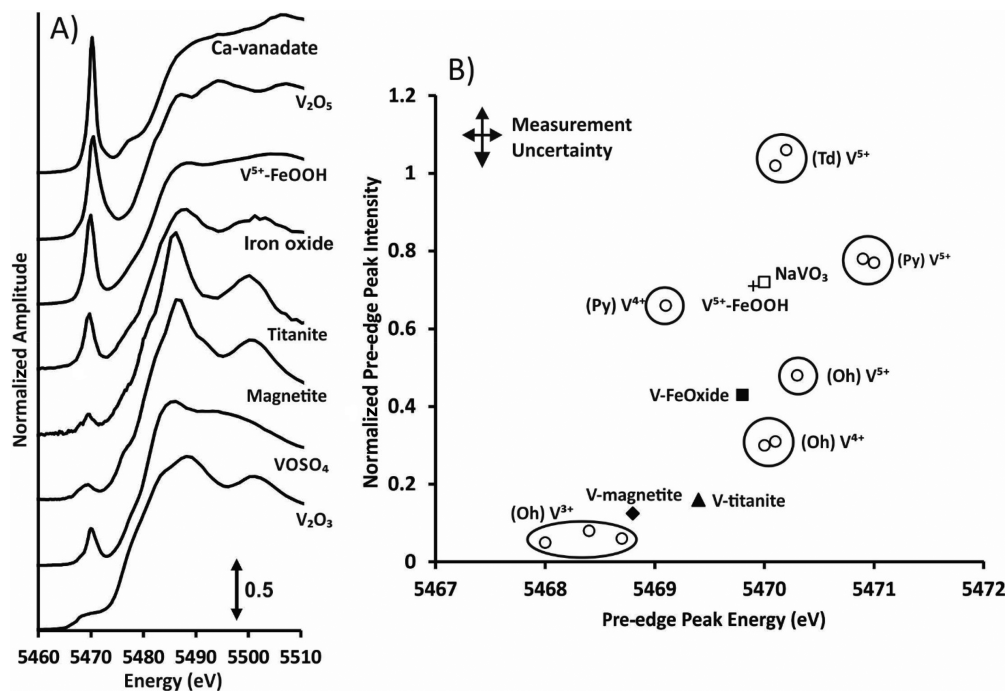 A)
Ca-vanadate
V₂O₅
V⁵⁺-FeOOH
Iron oxide
Titanite
Magnetite
VOSO₄
V₂O₃
0.5
Normalized Amplitude
5460 5470 5480 5490 5500 5510
Energy (eV)
B)
Measurement
Uncertainty
(Td) V⁵⁺
(Py) V⁵⁺
NaVO₃
V⁵⁺-FeOOH
(Py) V⁴⁺
(Oh) V⁵⁺
V-FeOxide
(Oh) V⁴⁺
V-magnetite
V-titanite
(Oh) V³⁺
Normalized Pre-edge Peak Intensity
1.2
1
0.8
0.6
0.4
0.2
0
5467 5468 5469 5470 5471 5472
Pre-edge Peak Energy (eV)